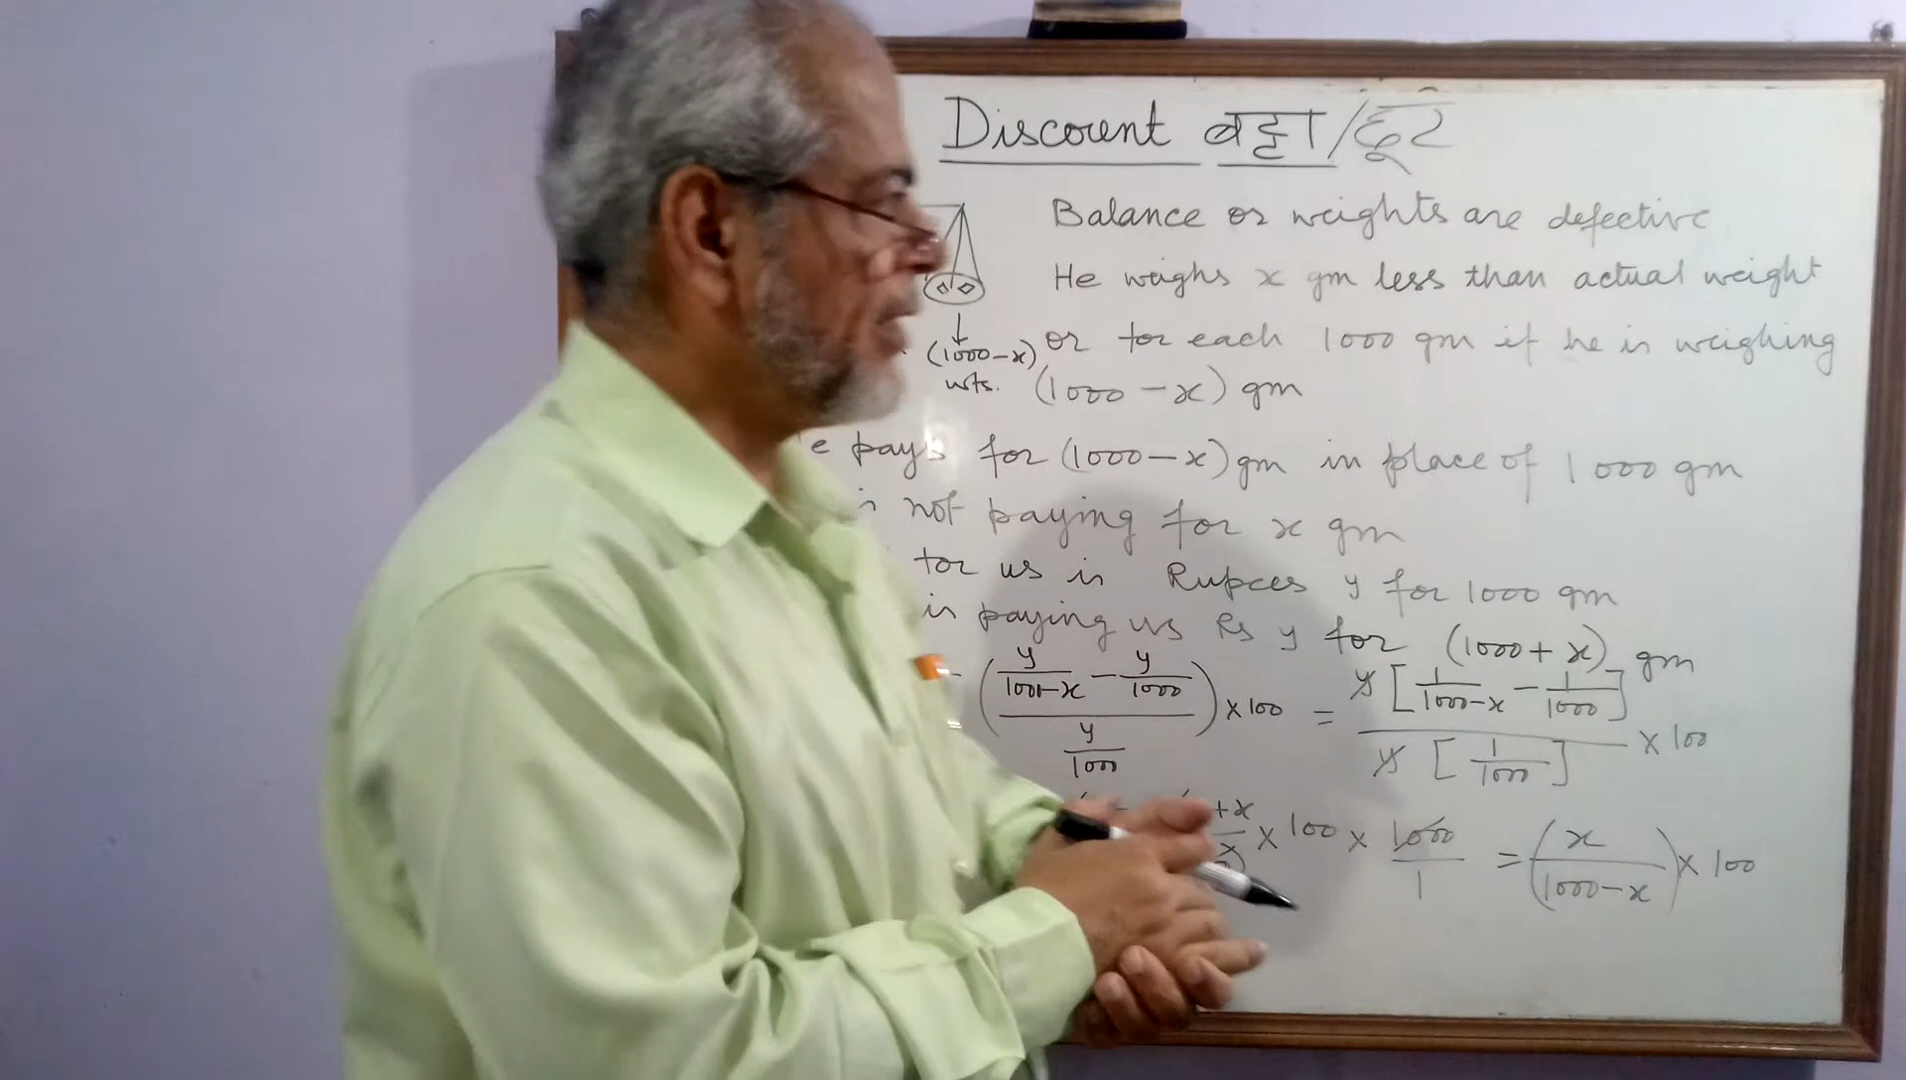 Discount बट्टा/छूट
Balance or weights are defective
He weighs x gm less than actual weight
or for each 1000 gm if he is weighing
(1000-x) (1000-x) gm
wts.
e pays for (1000-x) gm in place of 1000 gm
not paying for x gm
for us is Rupees y for 1000 gm
is paying us Rs y for (1000+x) gm
((y/(1000-x) - y/1000)/(y/1000)) × 100 = (y[1/(1000-x) - 1/1000])/(y[1/1000]) × 100
+x × 100 × 1000/1 = (x/(1000-x)) × 100